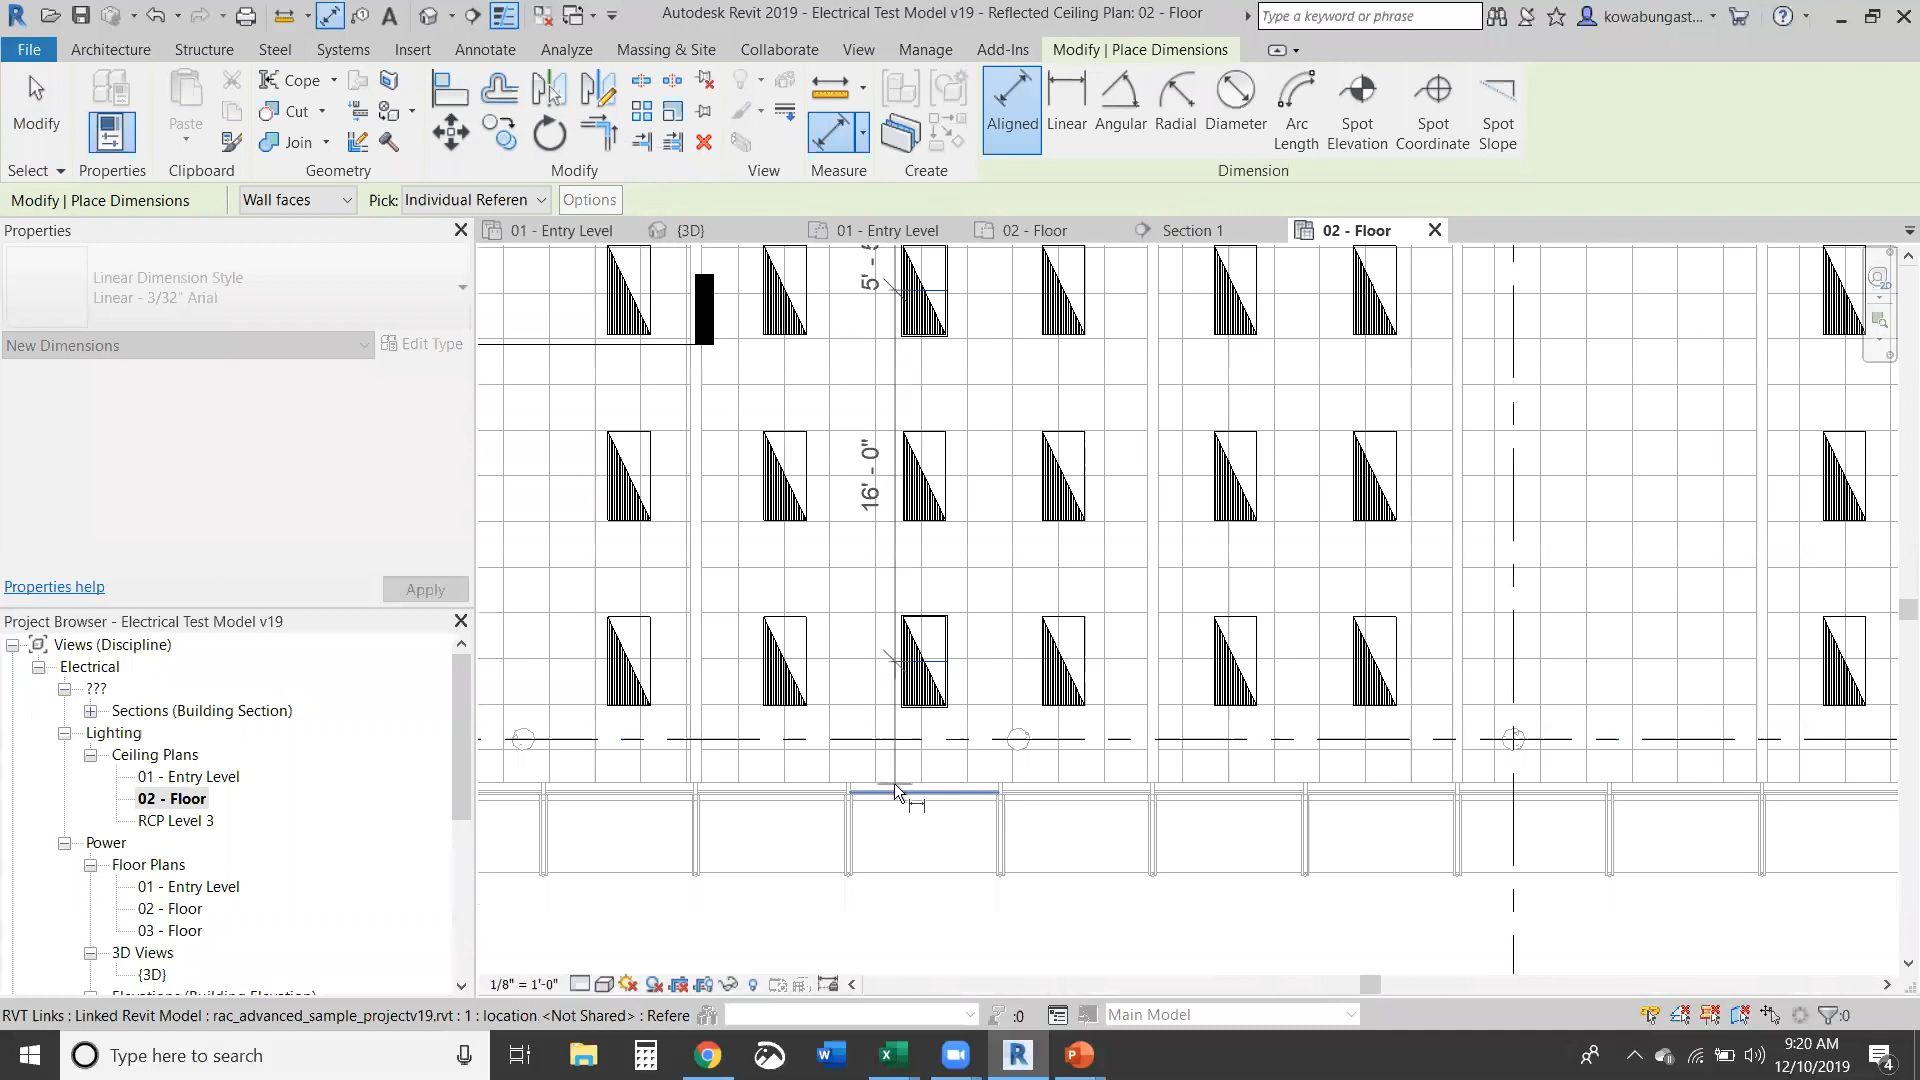 Autodesk Revit 2019 - Electrical Test Model v19 - Reflected Ceiling Plan: 02 - Floor
Type a keyword or phrase
kowabungast...
File Architecture Structure Steel Systems Insert Annotate Analyze Massing & Site Collaborate View Manage Add-Ins Modify | Place Dimensions
Modify
Paste
Cope
Cut
Join
Aligned Linear Angular Radial Diameter Arc Length Spot Elevation Spot Coordinate Spot Slope
Select Properties Clipboard Geometry Modify View Measure Create Dimension
Modify | Place Dimensions Wall faces Pick: Individual Referen Options
Properties
01 - Entry Level {3D} 01 - Entry Level 02 - Floor Section 1 02 - Floor
Linear Dimension Style
Linear - 3/32" Arial
New Dimensions Edit Type
2D
16' - 0"
Properties help Apply
Project Browser - Electrical Test Model v19
Views (Discipline)
Electrical
???
Sections (Building Section)
Lighting
Ceiling Plans
01 - Entry Level
02 - Floor
RCP Level 3
Power
Floor Plans
01 - Entry Level
02 - Floor
03 - Floor
3D Views
{3D}
1/8" = 1'-0"
RVT Links : Linked Revit Model : rac_advanced_sample_projectv19.rvt : 1 : location <Not Shared> : Refere
:0
Main Model
:0
Type here to search
9:20 AM
12/10/2019
4